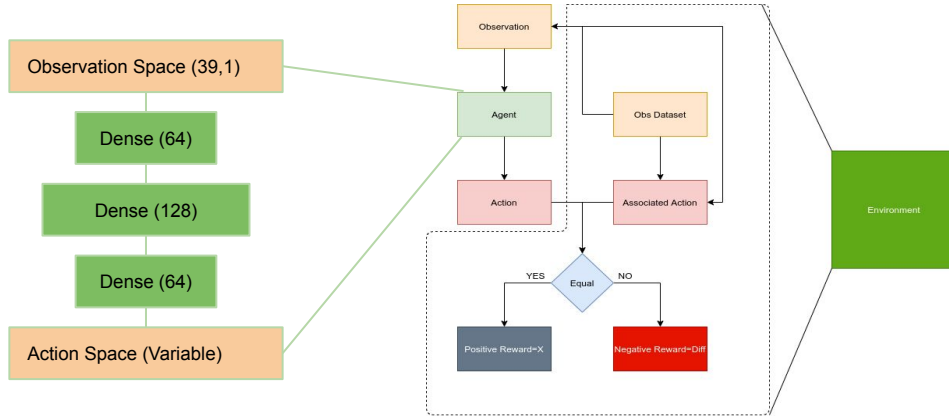 Observation Space (39,1)
Dense (64)
Dense (128)
Dense (64)
Action Space (Variable)
Observation
Agent
Obs Dataset
Action
Associated Action
YES
Equal
NO
Positive Reward=X
Negative Reward=Diff
Environment